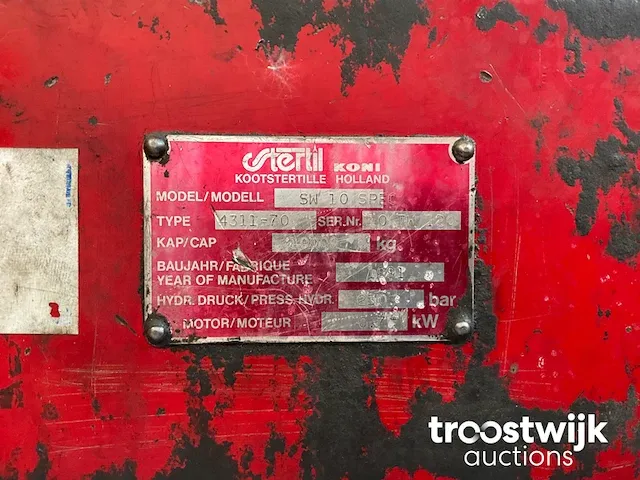 Stertil KONI
KOOTSTERTILLE HOLLAND
MODEL/MODELL SW 10 SPEC
TYPE 4311-70 SER.Nr.
KAP/CAP kg
BAUJAHR/FABRIQUE
YEAR OF MANUFACTURE
HYDR. DRUCK/PRESS HYDR. bar
MOTOR/MOTEUR kW
troostwijk
auctions